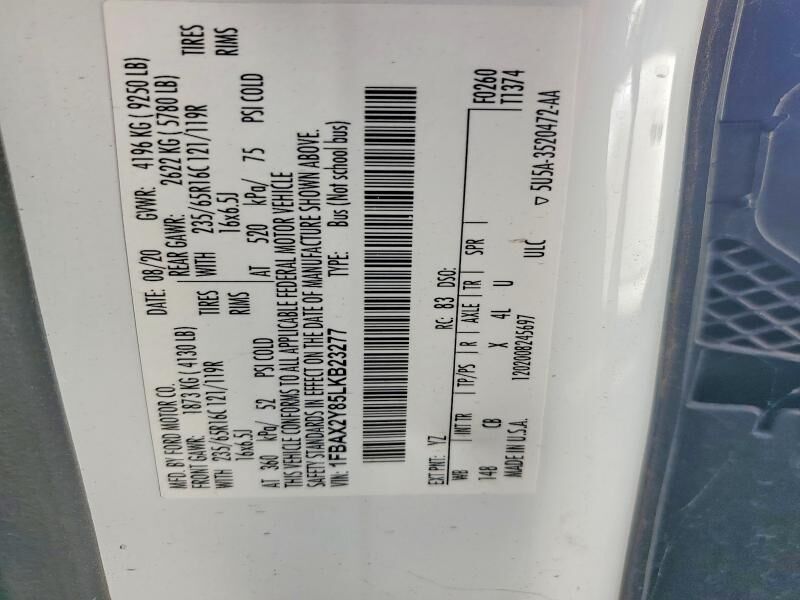 MFD. BY FORD MOTOR CO.
DATE: 08/20 GVWR: 4196 KG ( 9250 LB)
FRONT GAWR: 1873 KG ( 4130 LB) REAR GAWR: 2622 KG ( 5780 LB)
WITH 235/65R16C 121/119R TIRES WITH 235/65R16C 121/119R TIRES
16x6.5J RIMS 16x6.5J RIMS
AT 360 kPa/ 52 PSI COLD AT 520 kPa/ 75 PSI COLD
THIS VEHICLE CONFORMS TO ALL APPLICABLE FEDERAL MOTOR VEHICLE
SAFETY STANDARDS IN EFFECT ON THE DATE OF MANUFACTURE SHOWN ABOVE.
VIN: 1FBAX2Y85LKB23277 TYPE: Bus (Not school bus)
EXT PNT: YZ RC: 83 DSO: F0260
WB INT TR TP/PS R AXLE TR SPR TT1374
148 CB X 4L U
MADE IN U.S.A. 1202008245697 ULC ▽ 5U5A-3520472-AA